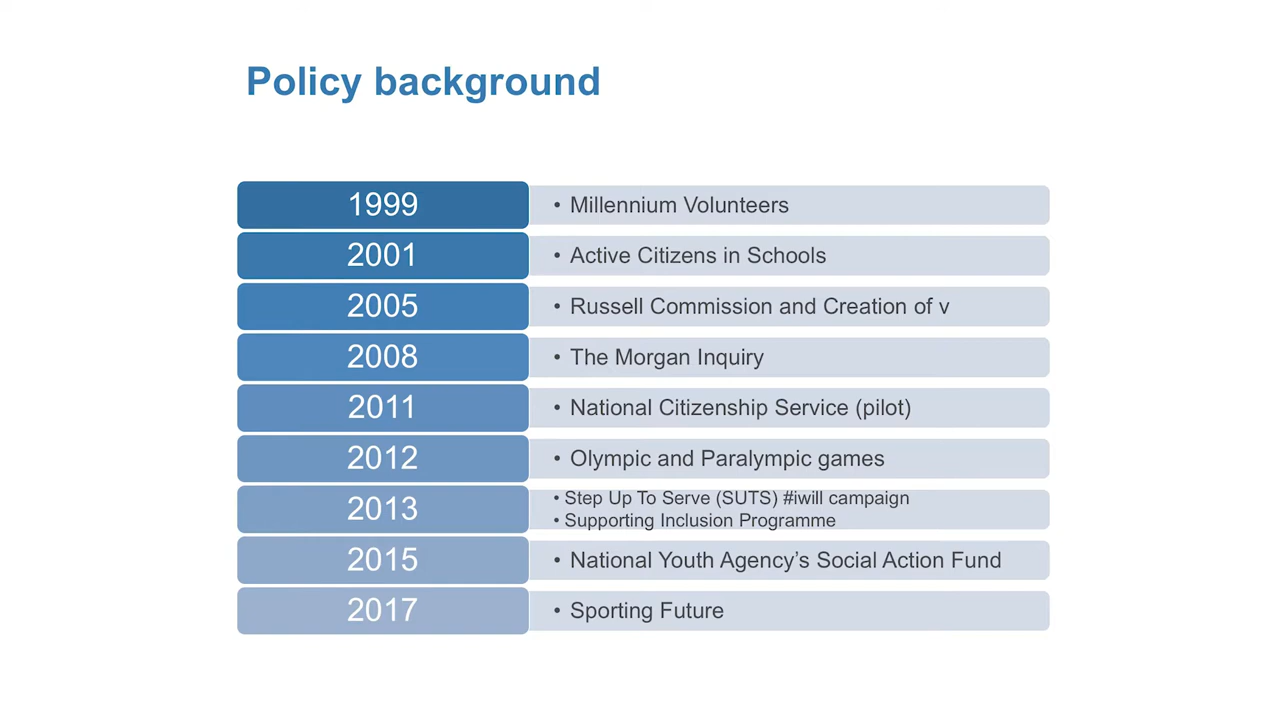 Policy background
1999
• Millennium Volunteers
2001
• Active Citizens in Schools
2005
• Russell Commission and Creation of v
2008
• The Morgan Inquiry
2011
• National Citizenship Service (pilot)
2012
• Olympic and Paralympic games
2013
• Step Up To Serve (SUTS) #iwill campaign
• Supporting Inclusion Programme
2015
• National Youth Agency’s Social Action Fund
2017
• Sporting Future